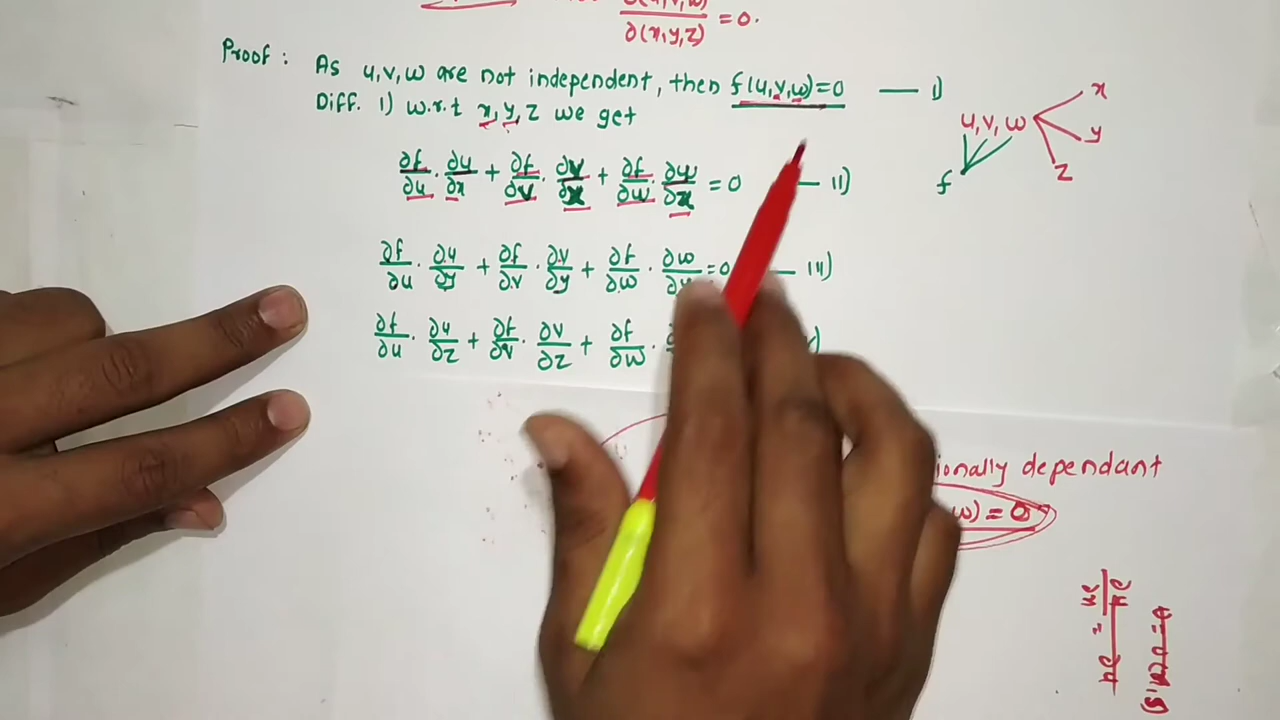 ∂(x,y,z) = 0.
Proof : As u,v,w are not independent, then f(u,v,w)=0 — I)
Diff. I) w.r.t x, y, z we get
∂f/∂u · ∂u/∂x + ∂f/∂v · ∂v/∂x + ∂f/∂w · ∂w/∂x = 0 — II)
∂f/∂u · ∂u/∂y + ∂f/∂v · ∂v/∂y + ∂f/∂w · ∂w/∂y = 0 — III)
∂f/∂u · ∂u/∂z + ∂f/∂v · ∂v/∂z + ∂f/∂w ·
x
u, v, w
y
z
f
ionally dependant
w) = 0